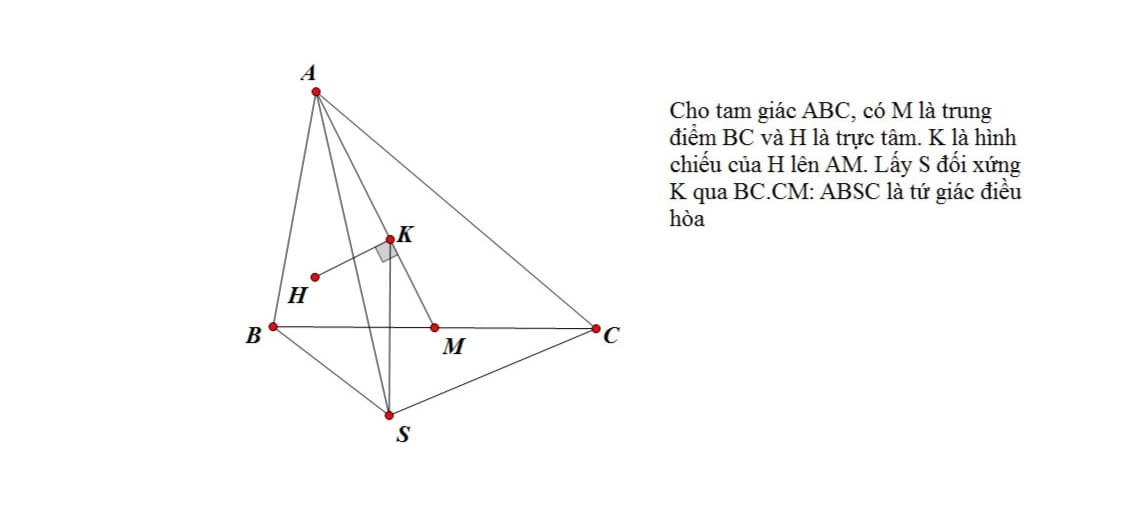 A
Cho tam giác ABC, có M là trung
điểm BC và H là trực tâm. K là hình
chiếu của H lên AM. Lấy S đối xứng
K qua BC.CM: ABSC là tứ giác điều
hòa
K
H
B
M
C
S